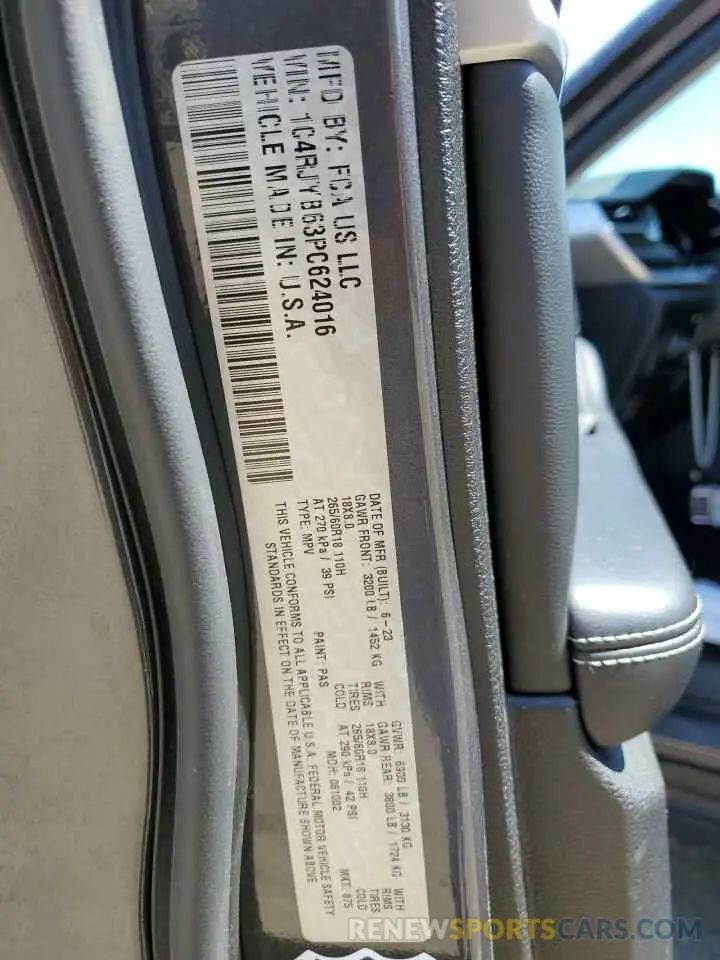 MFD BY: FCA US LLC
VIN: 1C4RJYB63PC624016
VEHICLE MADE IN: U.S.A.
DATE OF MFR (BUILT): 6-23 GVWR: 6900 LB / 3130 KG
GAWR FRONT: 3200 LB / 1452 KG WITH GAWR REAR: 3800 LB / 1724 KG WITH
18X8.0 RIMS 18X8.0 RIMS
265/60R18 110H TIRES 265/60R18 110H TIRES
AT 270 kPa / 39 PSI COLD AT 290 kPa / 42 PSI COLD
TYPE: MPV PAINT: PAS MDH: 061002 MKT: 875
THIS VEHICLE CONFORMS TO ALL APPLICABLE U.S.A. FEDERAL MOTOR VEHICLE SAFETY
STANDARDS IN EFFECT ON THE DATE OF MANUFACTURE SHOWN ABOVE
RENEWSPORTSCARS.COM